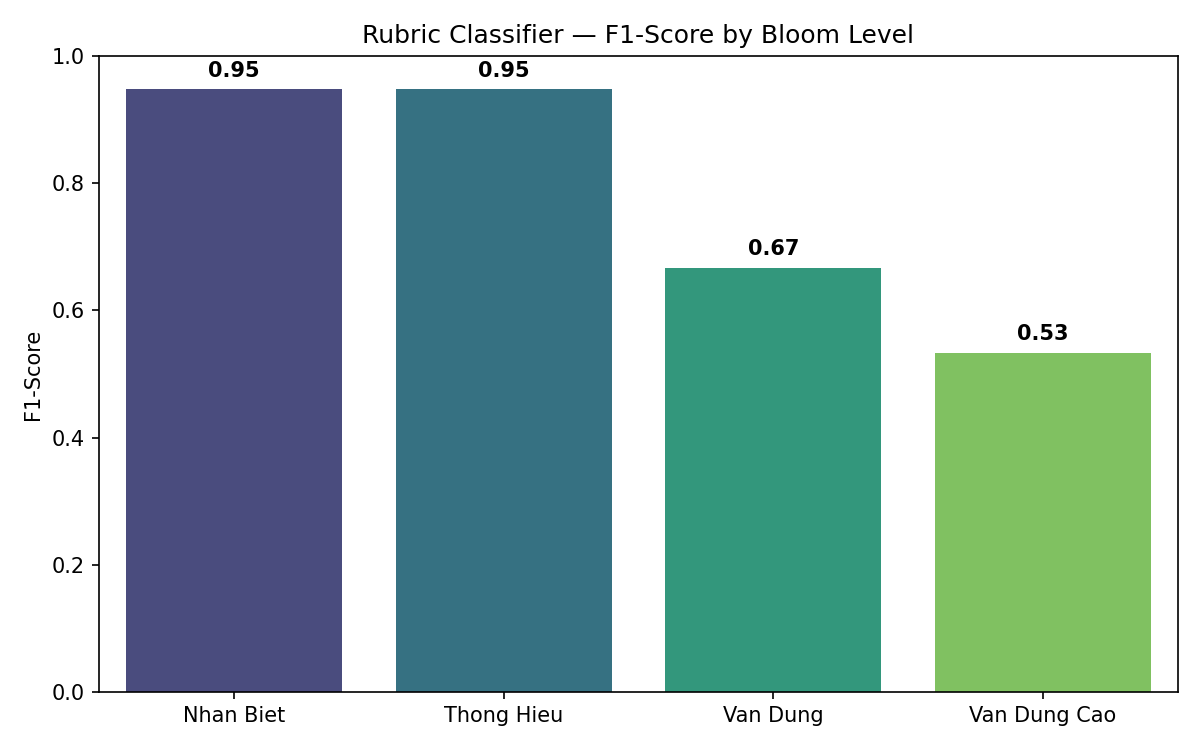 Rubric Classifier — F1-Score by Bloom Level
F1-Score
1.0
0.8
0.6
0.4
0.2
0.0
0.95
0.95
0.67
0.53
Nhan Biet
Thong Hieu
Van Dung
Van Dung Cao